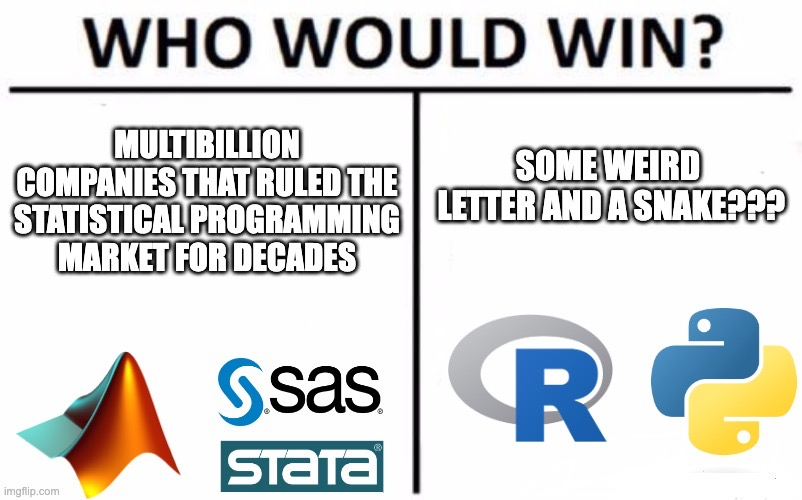 WHO WOULD WIN?
MULTIBILLION
COMPANIES THAT RULED THE
STATISTICAL PROGRAMMING
MARKET FOR DECADES
SOME WEIRD
LETTER AND A SNAKE???
sas
STATA
R
imgflip.com